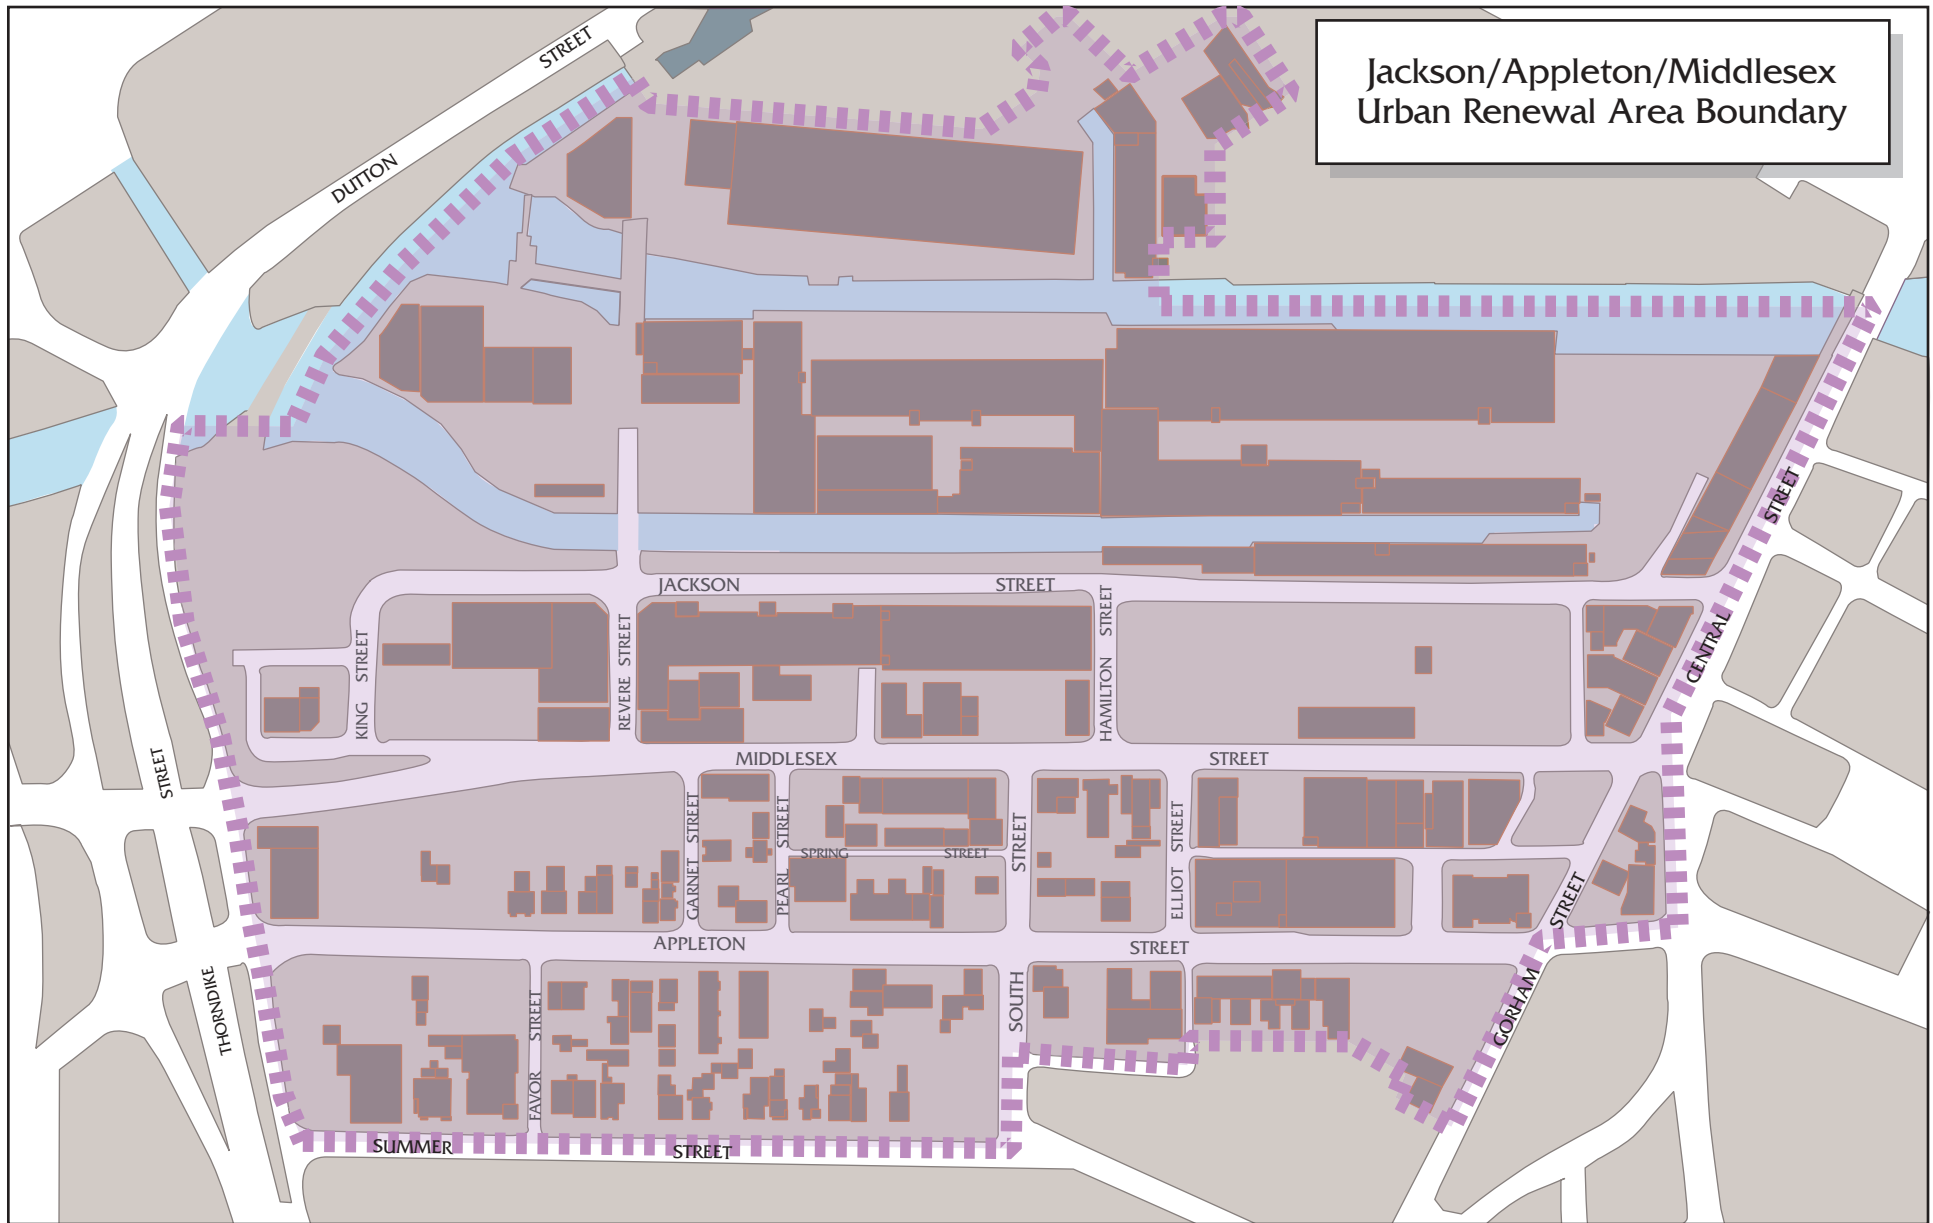 Jackson/Appleton/Middlesex
Urban Renewal Area Boundary
STREET
DUTTON
STREET
CENTRAL
JACKSON STREET
KING STREET
REVERE STREET
HAMILTON STREET
MIDDLESEX STREET
STREET
THORNDIKE
GARNET STREET
PEARL STREET
SPRING STREET
STREET
SOUTH
ELLIOT STREET
STREET
GORHAM
APPLETON STREET
FAVOR STREET
SUMMER STREET